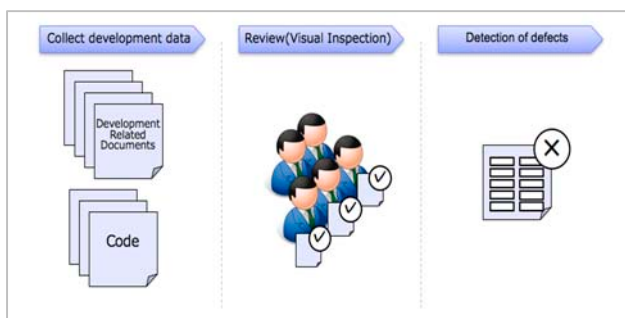 Collect development data
Review(Visual Inspection)
Detection of defects
Development
Related
Documents
Code